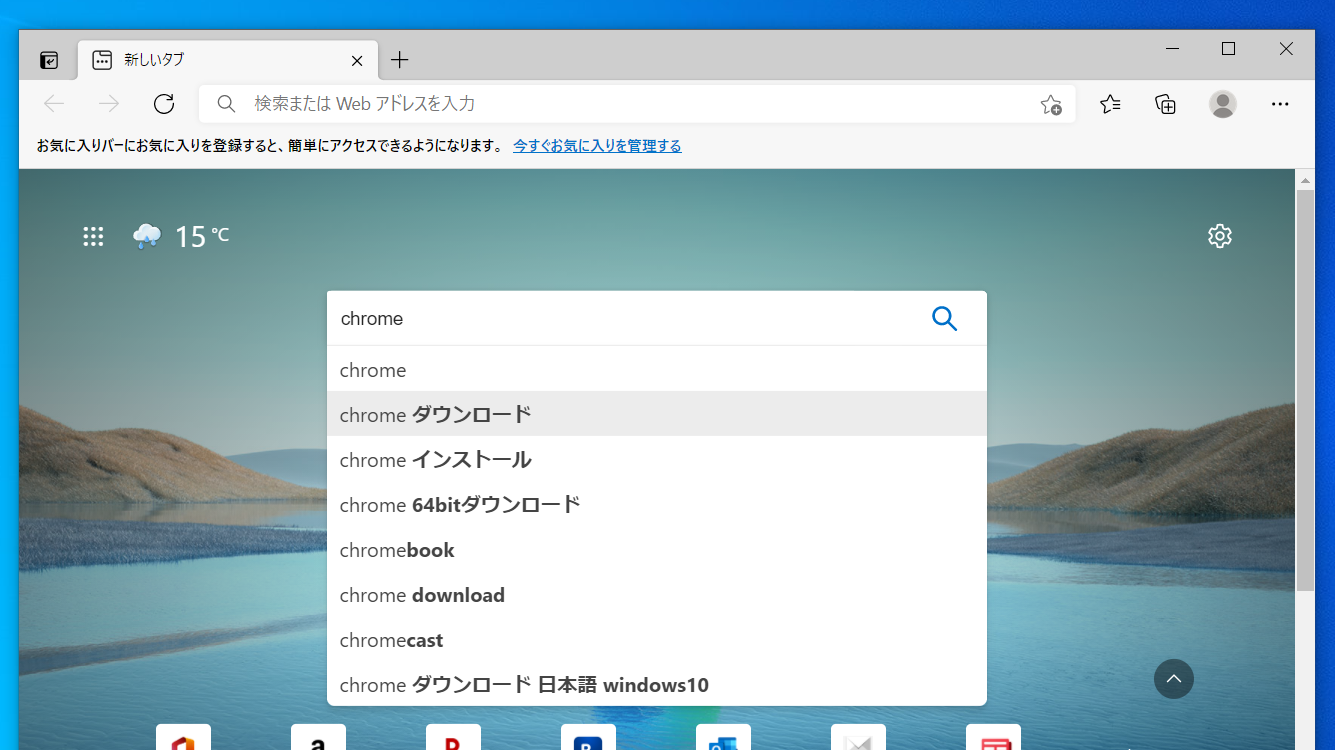 新しいタブ
検索または Web アドレスを入力
お気に入りバーにお気に入りを登録すると、簡単にアクセスできるようになります。 今すぐお気に入りを管理する
15 ℃
chrome
chrome
chrome ダウンロード
chrome インストール
chrome 64bitダウンロード
chromebook
chrome download
chromecast
chrome ダウンロード 日本語 windows10